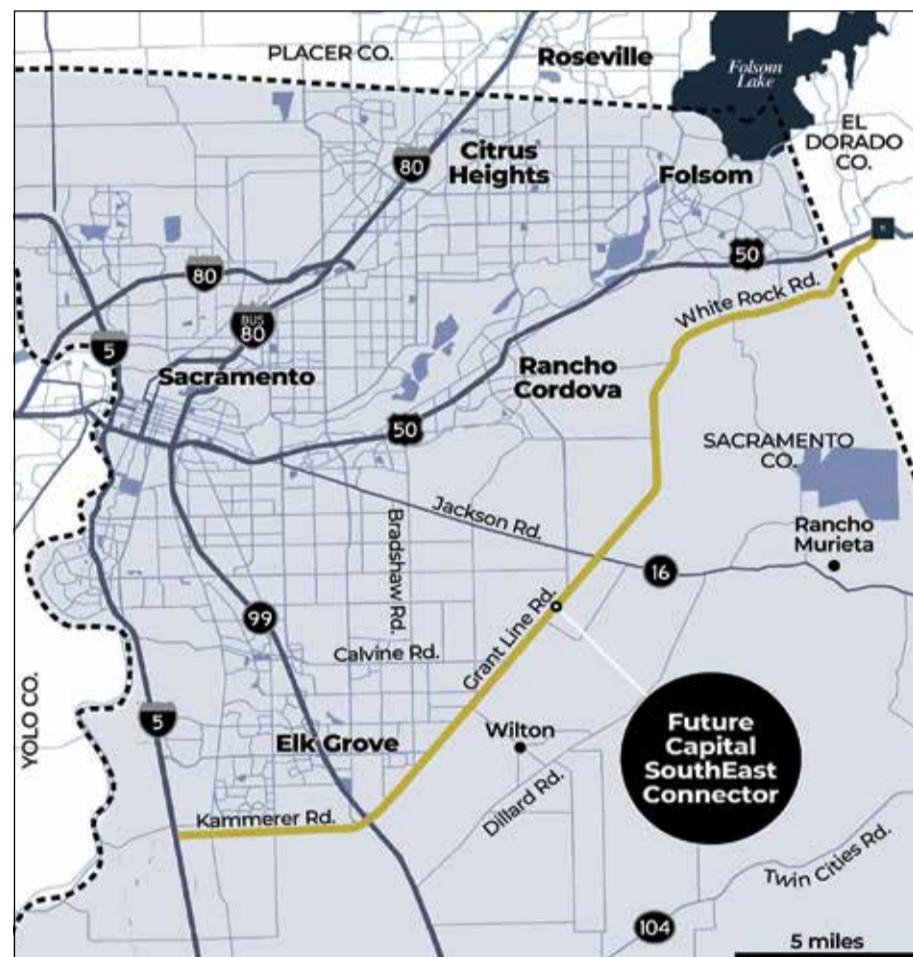 PLACER CO.
Roseville
Folsom
Lake
EL
DORADO
CO.
80
Citrus
Heights
Folsom
50
80
White Rock Rd.
BUS
80
5
Sacramento
Rancho
Cordova
50
SACRAMENTO
CO.
Jackson Rd.
Bradshaw Rd.
Rancho
Murieta
16
99
Grant Line Rd.
Calvine Rd.
YOLO CO.
5
Elk Grove
Wilton
Future
Capital
SouthEast
Connector
Dillard Rd.
Kammerer Rd.
Twin Cities Rd.
104
5 miles